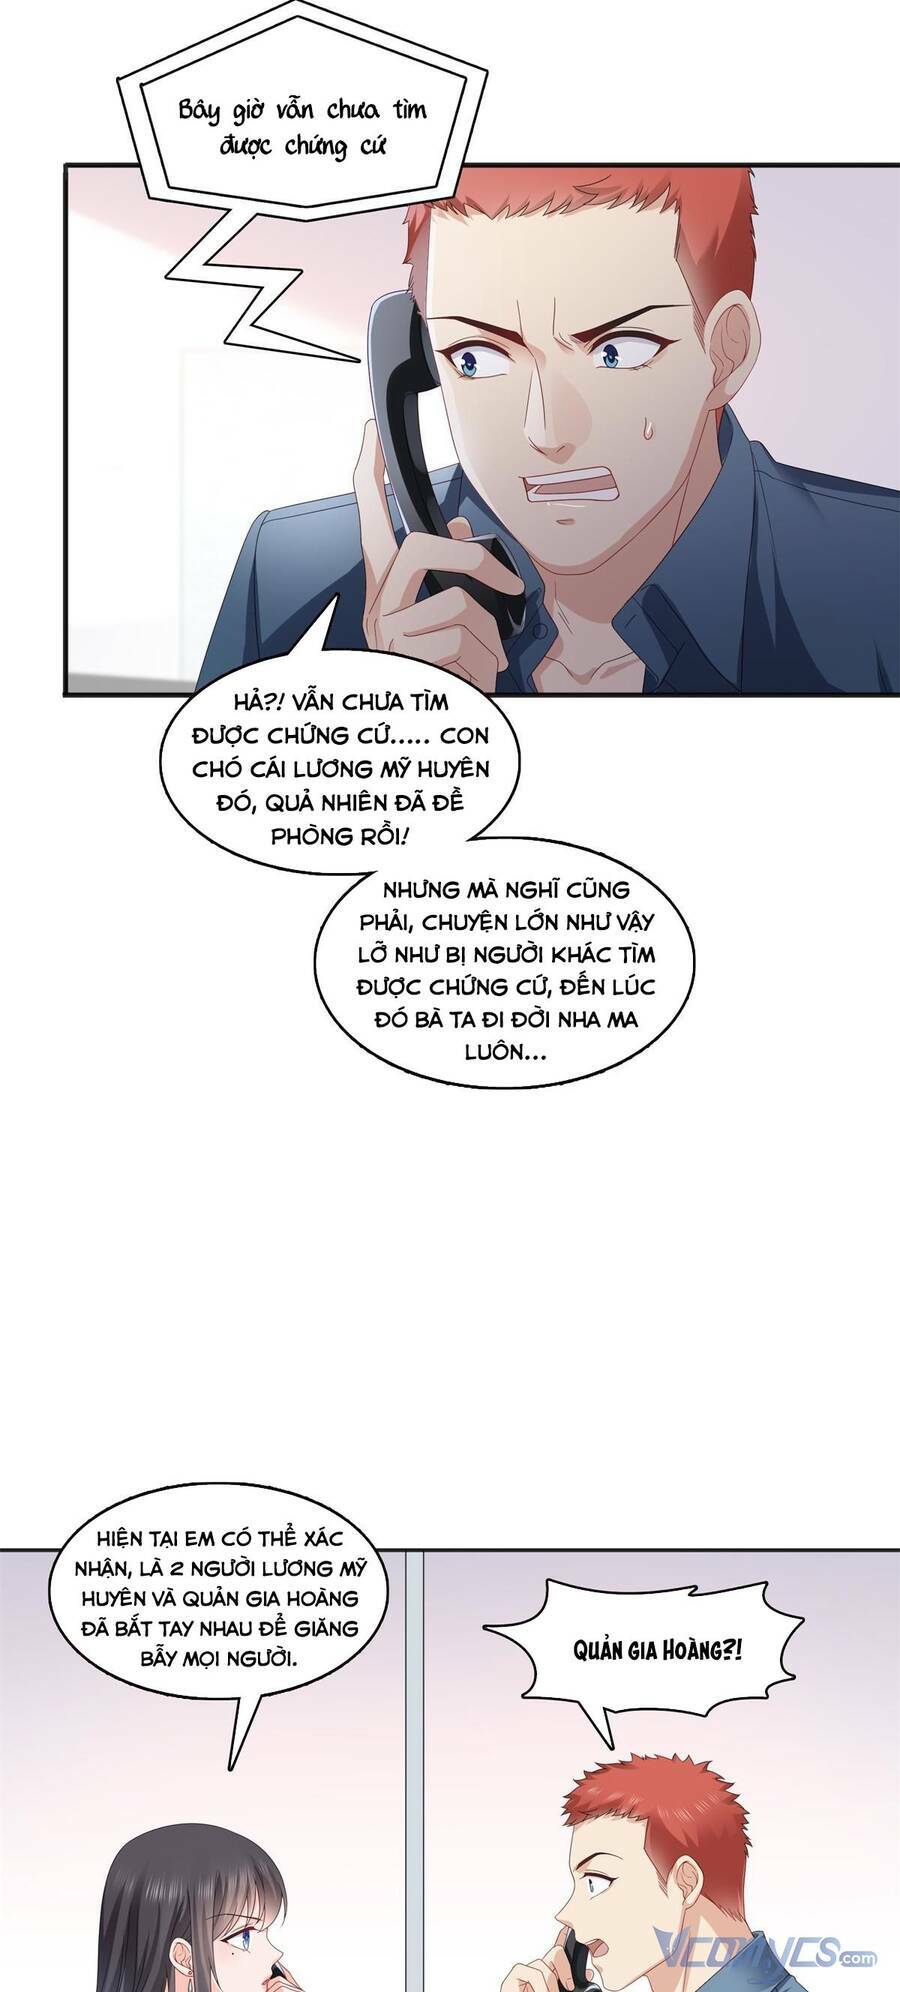 Bây giờ vẫn chưa tìm
được chứng cứ
HẢ?! VẪN CHƯA TÌM
ĐƯỢC CHỨNG CỨ..... CON
CHÓ CÁI LƯƠNG MỸ HUYÊN
ĐÓ, QUẢ NHIÊN ĐÃ ĐỀ
PHÒNG RỒI!
NHƯNG MÀ NGHĨ CŨNG
PHẢI, CHUYỆN LỚN NHƯ VẬY
LỠ NHƯ BỊ NGƯỜI KHÁC TÌM
ĐƯỢC CHỨNG CỨ, ĐẾN LÚC
ĐÓ BÀ TA ĐI ĐỜI NHA MA
LUÔN...
HIỆN TẠI EM CÓ THỂ XÁC
NHẬN, LÀ 2 NGƯỜI LƯƠNG MỸ
HUYÊN VÀ QUẢN GIA HOÀNG
ĐÃ BẮT TAY NHAU ĐỂ GIĂNG
BẪY MỌI NGƯỜI.
QUẢN GIA HOÀNG?!
VCOMYCS.com